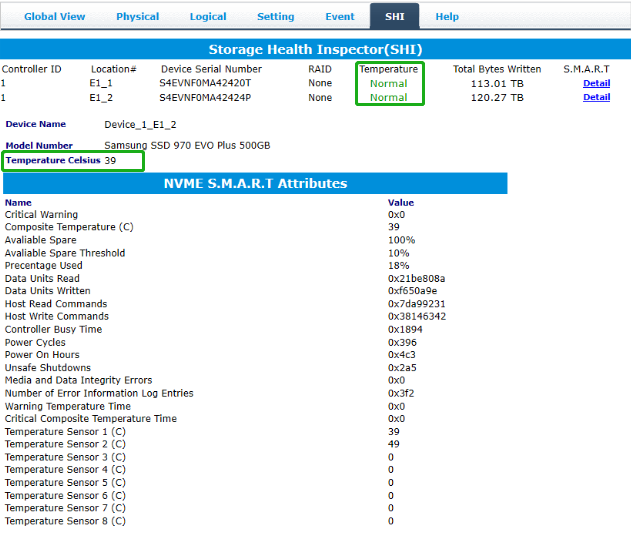 Global View Physical Logical Setting Event SHI Help
Storage Health Inspector(SHI)
Controller ID Location# Device Serial Number RAID Temperature Total Bytes Written S.M.A.R.T
1 E1_1 S4EVNF0MA42420T None Normal 113.01 TB Detail
1 E1_2 S4EVNF0MA42424P None Normal 120.27 TB Detail
Device Name Device_1_E1_2
Model Number Samsung SSD 970 EVO Plus 500GB
Temperature Celsius 39
NVME S.M.A.R.T Attributes
Name Value
Critical Warning 0x0
Composite Temperature (C) 39
Avaliable Spare 100%
Avaliable Spare Threshold 10%
Precentage Used 18%
Data Units Read 0x21be808a
Data Units Written 0xf650a9e
Host Read Commands 0x7da99231
Host Write Commands 0x38146342
Controller Busy Time 0x1894
Power Cycles 0x396
Power On Hours 0x4c3
Unsafe Shutdowns 0x2a5
Media and Data Integrity Errors 0x0
Number of Error Information Log Entries 0x3f2
Warning Temperature Time 0x0
Critical Composite Temperature Time 0x0
Temperature Sensor 1 (C) 39
Temperature Sensor 2 (C) 49
Temperature Sensor 3 (C) 0
Temperature Sensor 4 (C) 0
Temperature Sensor 5 (C) 0
Temperature Sensor 6 (C) 0
Temperature Sensor 7 (C) 0
Temperature Sensor 8 (C) 0